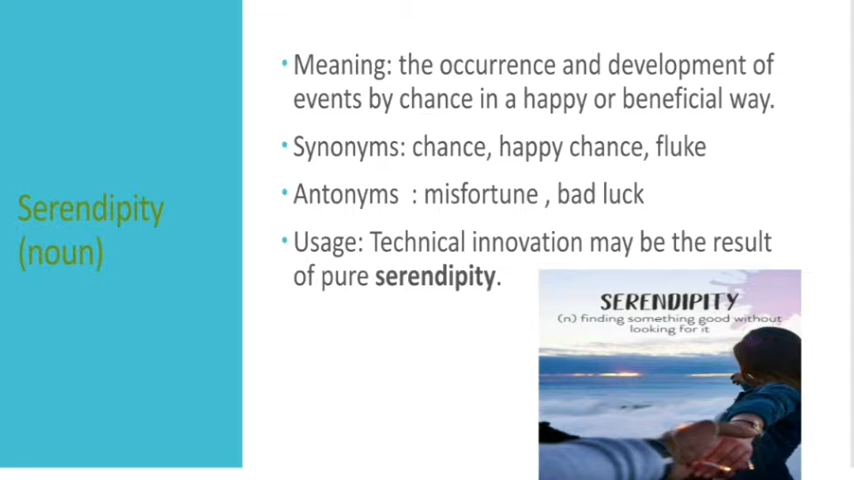 Serendipity
(noun)
• Meaning: the occurrence and development of
events by chance in a happy or beneficial way.
• Synonyms: chance, happy chance, fluke
• Antonyms : misfortune , bad luck
• Usage: Technical innovation may be the result
of pure serendipity.
SERENDIPITY
(n) finding something good without
looking for it